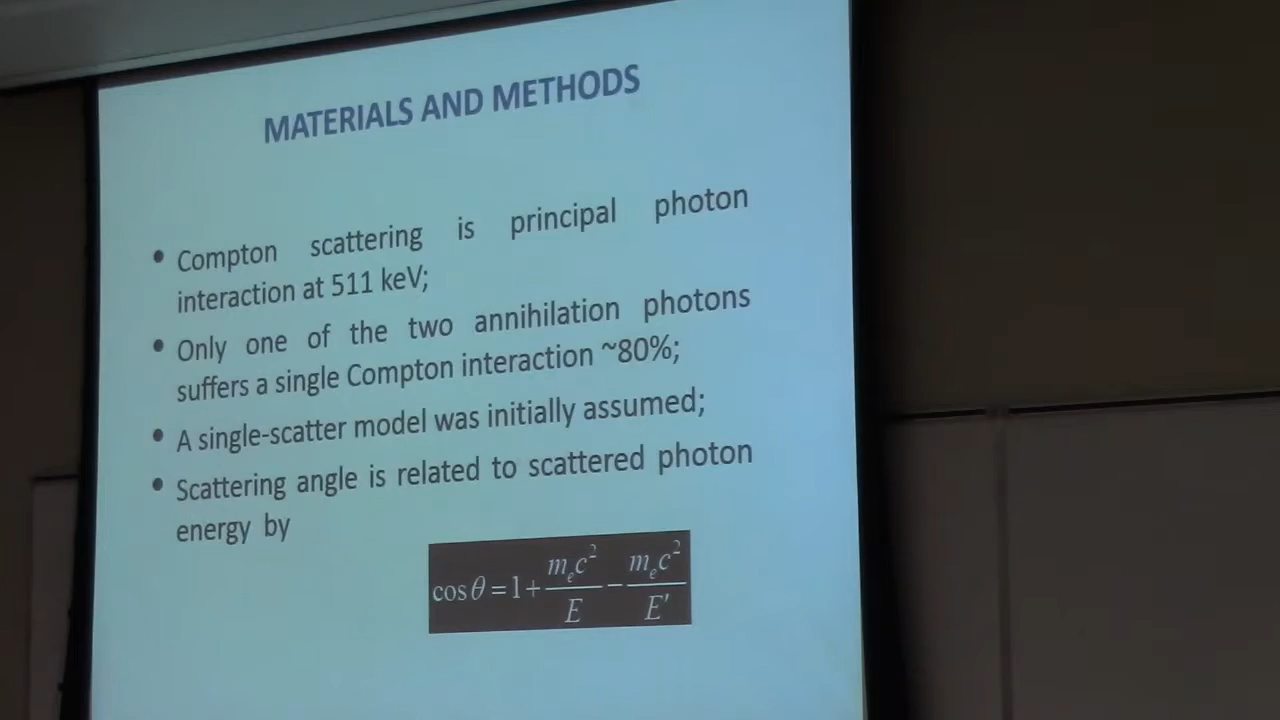 MATERIALS AND METHODS
• Compton scattering is principal photon
interaction at 511 keV;
• Only one of the two annihilation photons
suffers a single Compton interaction ~80%;
• A single-scatter model was initially assumed;
• Scattering angle is related to scattered photon
energy by
cos θ = 1 + mₑc²/E − mₑc²/E′